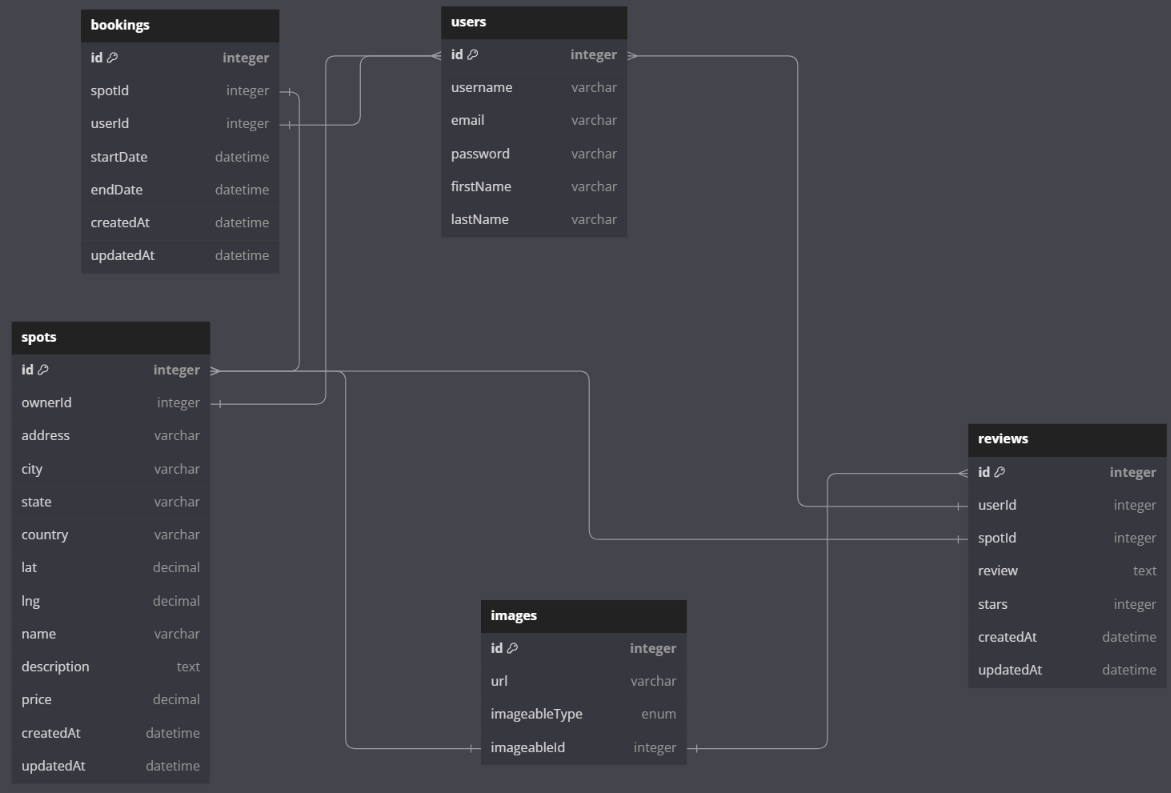 bookings
id integer
spotId integer
userId integer
startDate datetime
endDate datetime
createdAt datetime
updatedAt datetime
users
id integer
username varchar
email varchar
password varchar
firstName varchar
lastName varchar
spots
id integer
ownerId integer
address varchar
city varchar
state varchar
country varchar
lat decimal
lng decimal
name varchar
description text
price decimal
createdAt datetime
updatedAt datetime
images
id integer
url varchar
imageableType enum
imageableId integer
reviews
id integer
userId integer
spotId integer
review text
stars integer
createdAt datetime
updatedAt datetime